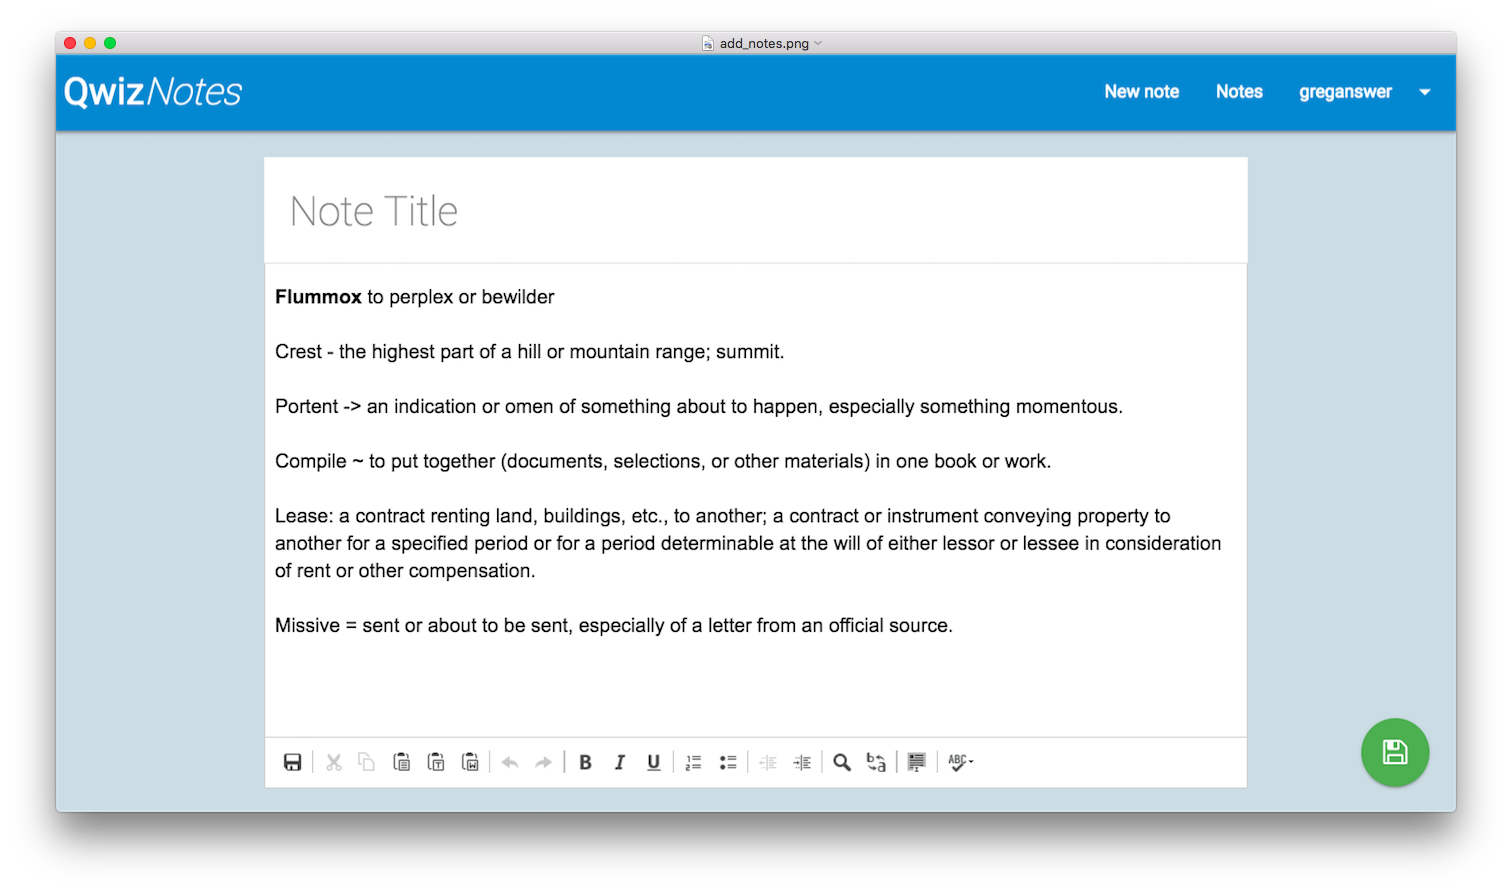 add_notes.png
QwizNotes
New note Notes greganswer
Note Title
Flummox to perplex or bewilder
Crest - the highest part of a hill or mountain range; summit.
Portent -> an indication or omen of something about to happen, especially something momentous.
Compile ~ to put together (documents, selections, or other materials) in one book or work.
Lease: a contract renting land, buildings, etc., to another; a contract or instrument conveying property to
another for a specified period or for a period determinable at the will of either lessor or lessee in consideration
of rent or other compensation.
Missive = sent or about to be sent, especially of a letter from an official source.
B I U ABC